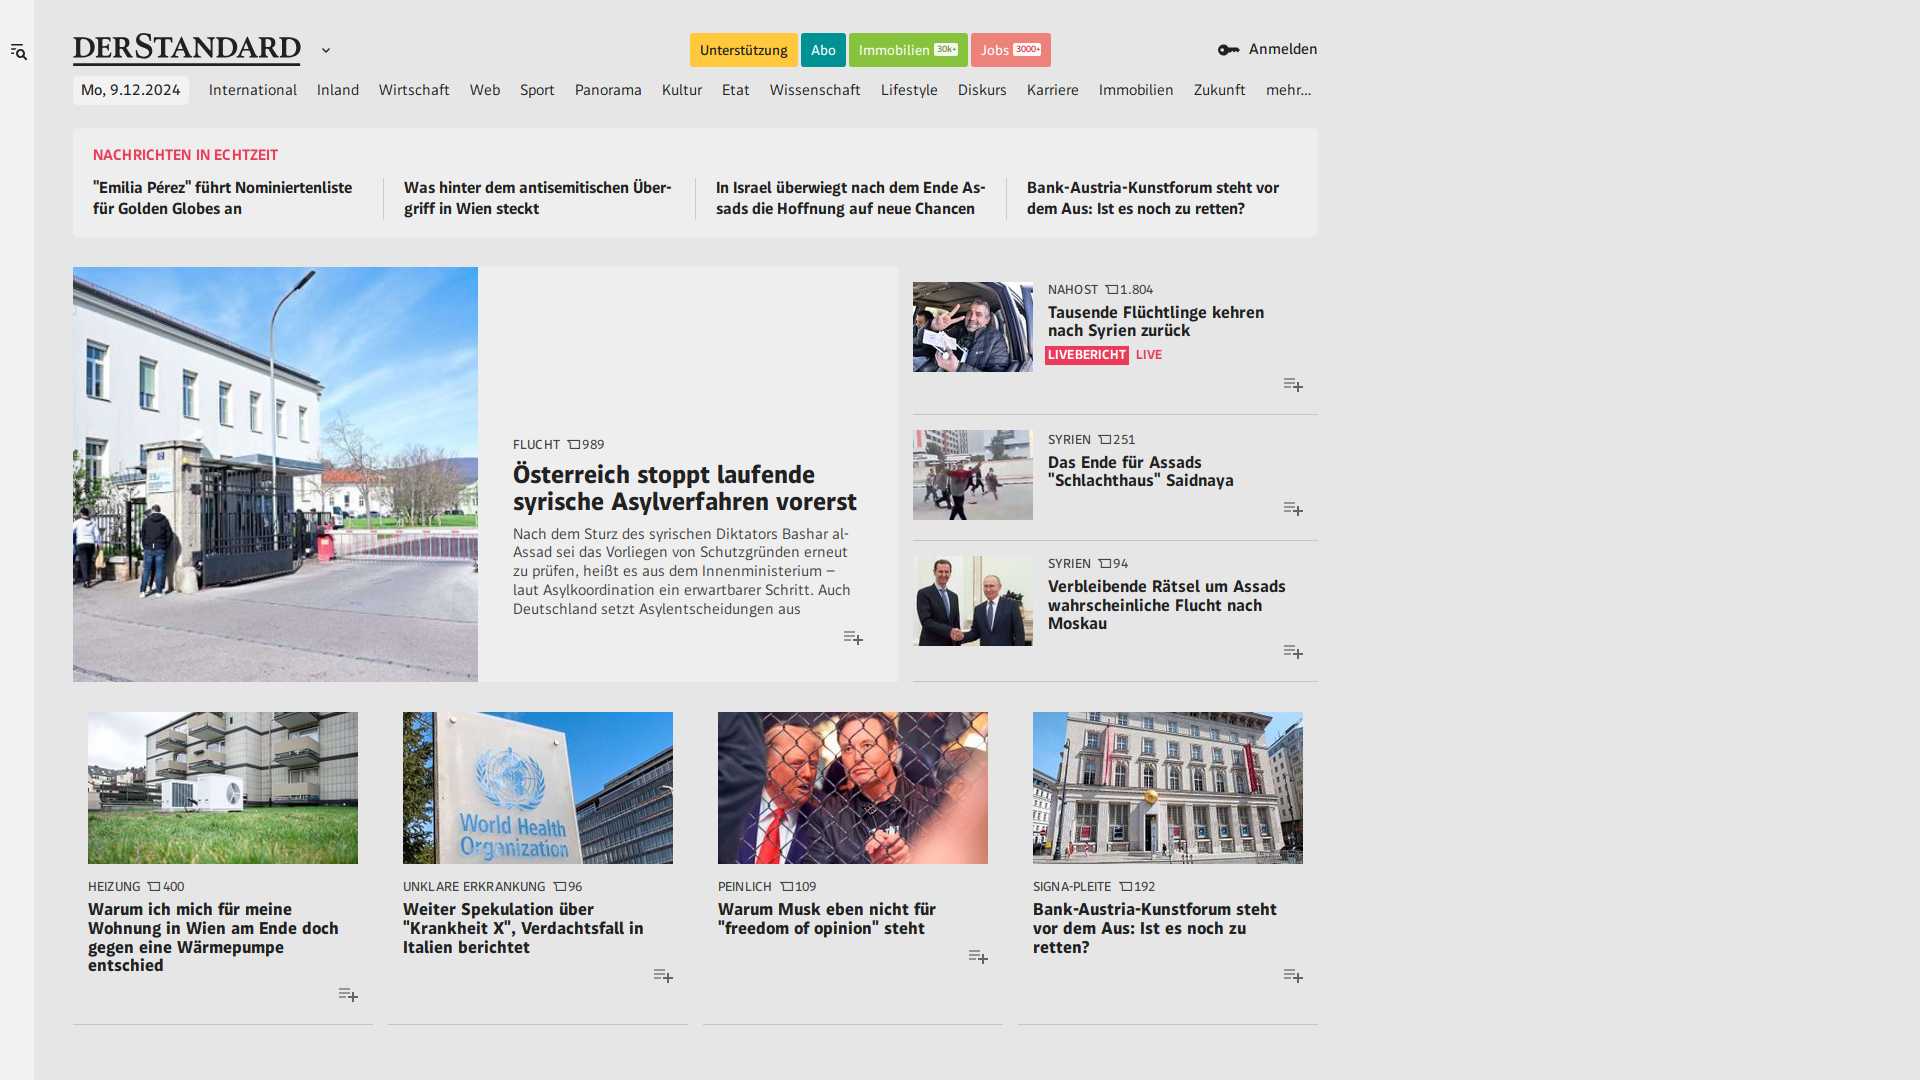 DERSTANDARD
Unterstützung
Abo
Immobilien 30k+
Jobs 3000+
Anmelden
Mo, 9.12.2024
International
Inland
Wirtschaft
Web
Sport
Panorama
Kultur
Etat
Wissenschaft
Lifestyle
Diskurs
Karriere
Immobilien
Zukunft
mehr...
NACHRICHTEN IN ECHTZEIT
"Emilia Pérez" führt Nominiertenliste
für Golden Globes an
Was hinter dem antisemitischen Über-
griff in Wien steckt
In Israel überwiegt nach dem Ende As-
sads die Hoffnung auf neue Chancen
Bank-Austria-Kunstforum steht vor
dem Aus: Ist es noch zu retten?
FLUCHT 989
Österreich stoppt laufende
syrische Asylverfahren vorerst
Nach dem Sturz des syrischen Diktators Bashar al-
Assad sei das Vorliegen von Schutzgründen erneut
zu prüfen, heißt es aus dem Innenministerium –
laut Asylkoordination ein erwartbarer Schritt. Auch
Deutschland setzt Asylentscheidungen aus
NAHOST 1.804
Tausende Flüchtlinge kehren
nach Syrien zurück
LIVEBERICHT LIVE
SYRIEN 251
Das Ende für Assads
"Schlachthaus" Saidnaya
SYRIEN 94
Verbleibende Rätsel um Assads
wahrscheinliche Flucht nach
Moskau
HEIZUNG 400
Warum ich mich für meine
Wohnung in Wien am Ende doch
gegen eine Wärmepumpe
entschied
World Health
Organization
UNKLARE ERKRANKUNG 96
Weiter Spekulation über
"Krankheit X", Verdachtsfall in
Italien berichtet
PEINLICH 109
Warum Musk eben nicht für
"freedom of opinion" steht
SIGNA-PLEITE 192
Bank-Austria-Kunstforum steht
vor dem Aus: Ist es noch zu
retten?